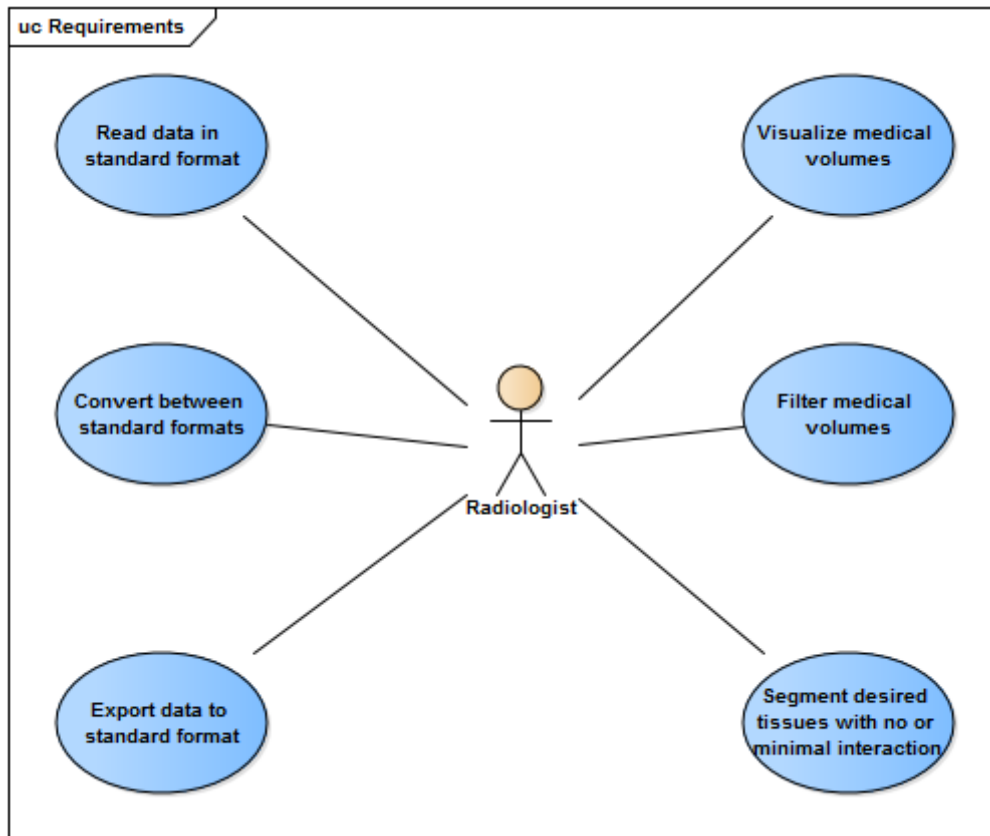 uc Requirements
Read data in
standard format
Visualize medical
volumes
Convert between
standard formats
Filter medical
volumes
Radiologist
Export data to
standard format
Segment desired
tissues with no or
minimal interaction